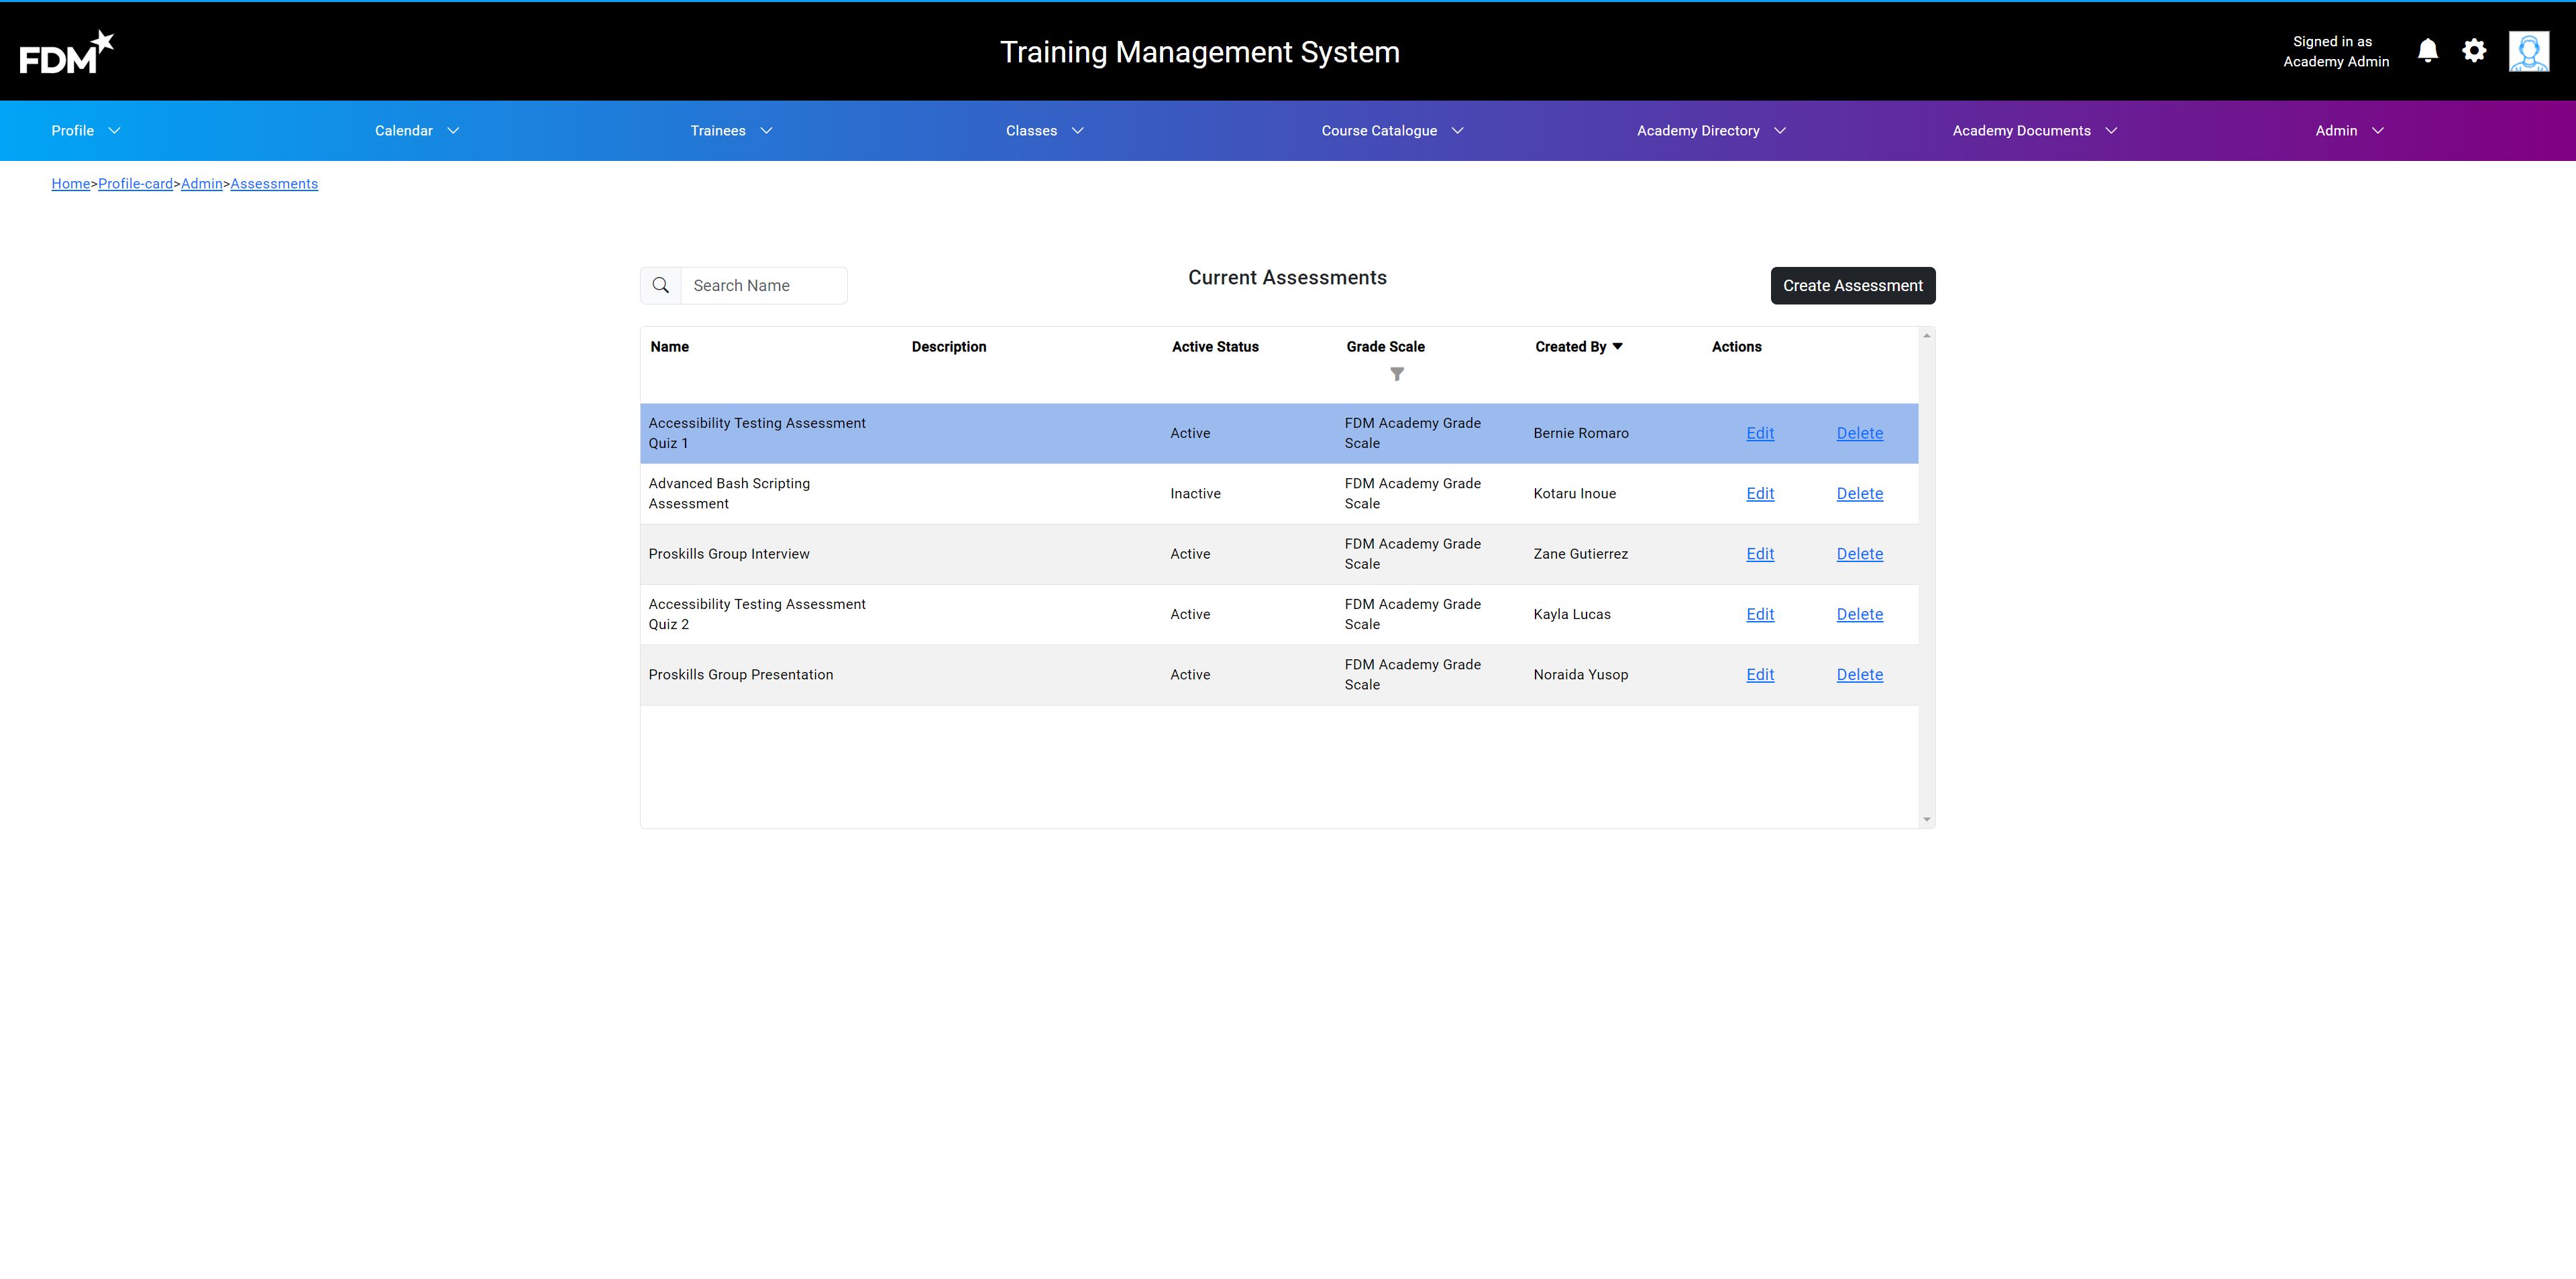 FDM
Training Management System
Signed in as
Academy Admin
Profile
Calendar
Trainees
Classes
Course Catalogue
Academy Directory
Academy Documents
Admin
Home>Profile-card>Admin>Assessments
Search Name
Current Assessments
Create Assessment
Name
Description
Active Status
Grade Scale
Created By
Actions
Accessibility Testing Assessment
Quiz 1
Active
FDM Academy Grade
Scale
Bernie Romaro
Edit
Delete
Advanced Bash Scripting
Assessment
Inactive
FDM Academy Grade
Scale
Kotaru Inoue
Edit
Delete
Proskills Group Interview
Active
FDM Academy Grade
Scale
Zane Gutierrez
Edit
Delete
Accessibility Testing Assessment
Quiz 2
Active
FDM Academy Grade
Scale
Kayla Lucas
Edit
Delete
Proskills Group Presentation
Active
FDM Academy Grade
Scale
Noraida Yusop
Edit
Delete